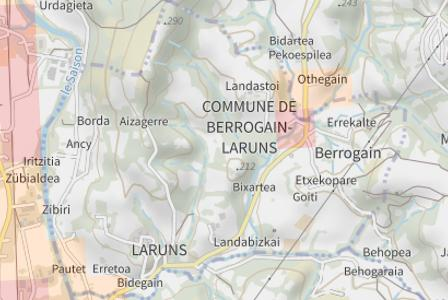 Urdagieta
290
243
Bidartea
Pekoespilea
le Saison
Othegain
Landastoi
COMMUNE DE
BERROGAIN-
LARUNS
Borda
Aizagerre
Errekalte
Ancy
Berrogain
Iritzitia
Zübialdea
212
Bixartea
Etxekopare
Goiti
Zibiri
LARUNS
Landabizkai
Behopea
Pautet
Erretoa
Behogaraia
Bidegain